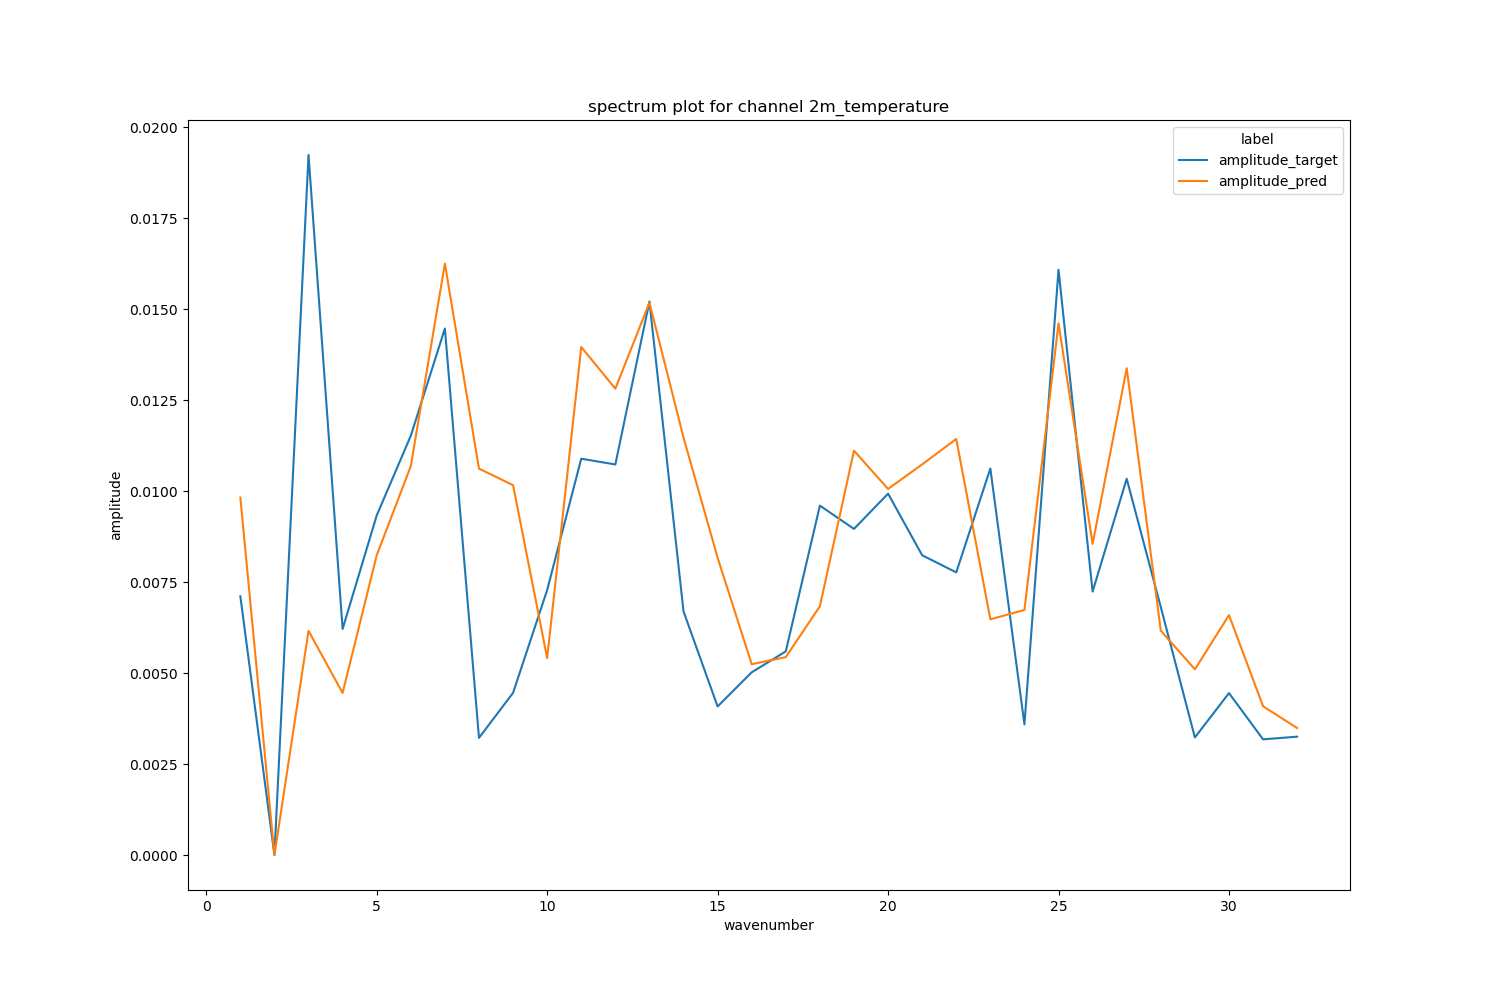 spectrum plot for channel 2m_temperature
label
amplitude_target
amplitude_pred
amplitude
0.0200
0.0175
0.0150
0.0125
0.0100
0.0075
0.0050
0.0025
0.0000
0 5 10 15 20 25 30
wavenumber